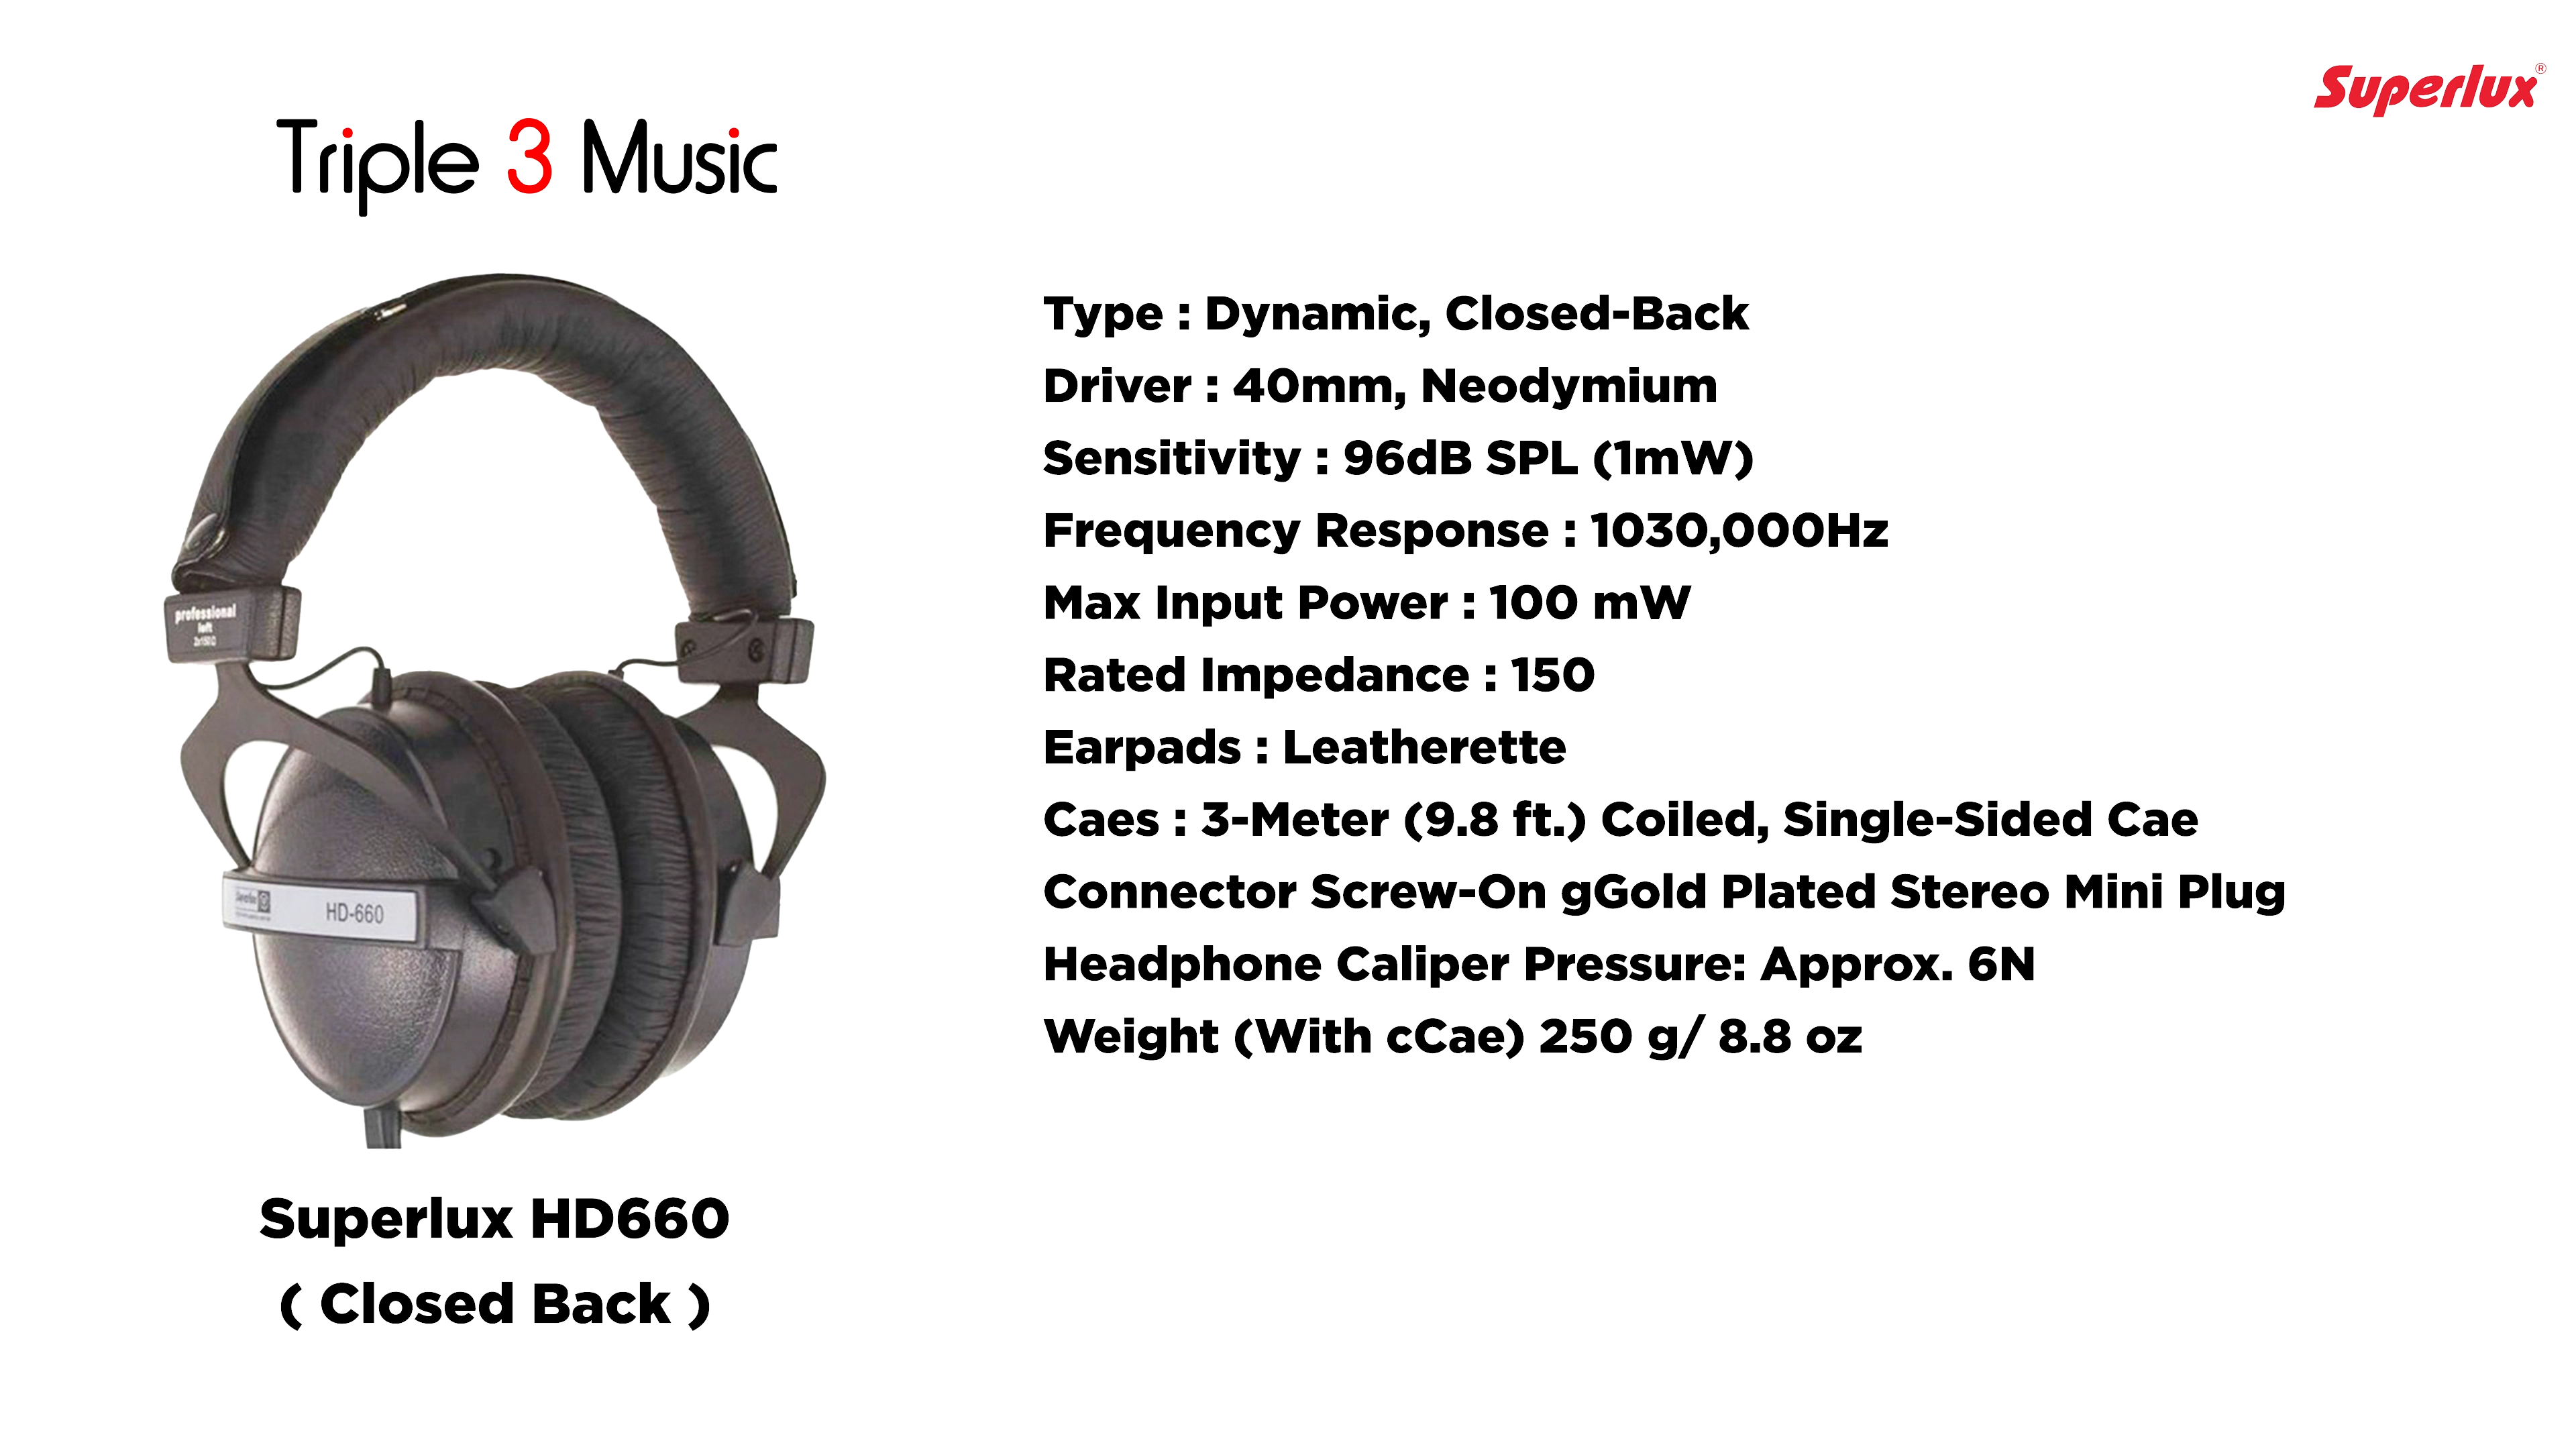 Superlux®
Triple 3 Music
Type : Dynamic, Closed-Back
Driver : 40mm, Neodymium
Sensitivity : 96dB SPL (1mW)
Frequency Response : 1030,000Hz
Max Input Power : 100 mW
Rated Impedance : 150
Earpads : Leatherette
Caes : 3-Meter (9.8 ft.) Coiled, Single-Sided Cae
Connector Screw-On gGold Plated Stereo Mini Plug
Headphone Caliper Pressure: Approx. 6N
Weight (With cCae) 250 g/ 8.8 oz
professional
left
2x150Ω
Superlux
HD-660
Superlux HD660
( Closed Back )